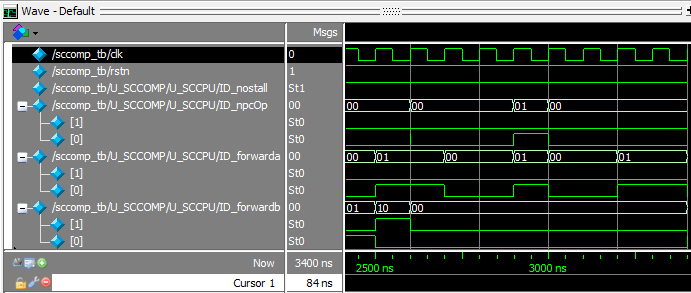 Wave - Default
Msgs
/sccomp_tb/clk 0
/sccomp_tb/rstn 1
/sccomp_tb/U_SCCOMP/U_SCCPU/ID_nostall St1
/sccomp_tb/U_SCCOMP/U_SCCPU/ID_npcOp 00 00 00 01 00
[1] St0
[0] St0
/sccomp_tb/U_SCCOMP/U_SCCPU/ID_forwarda 00 00 01 00 01 00 01
[1] St0
[0] St0
/sccomp_tb/U_SCCOMP/U_SCCPU/ID_forwardb 00 01 10 00
[1] St0
[0] St0
Now 3400 ns 2500 ns 3000 ns
Cursor 1 84 ns